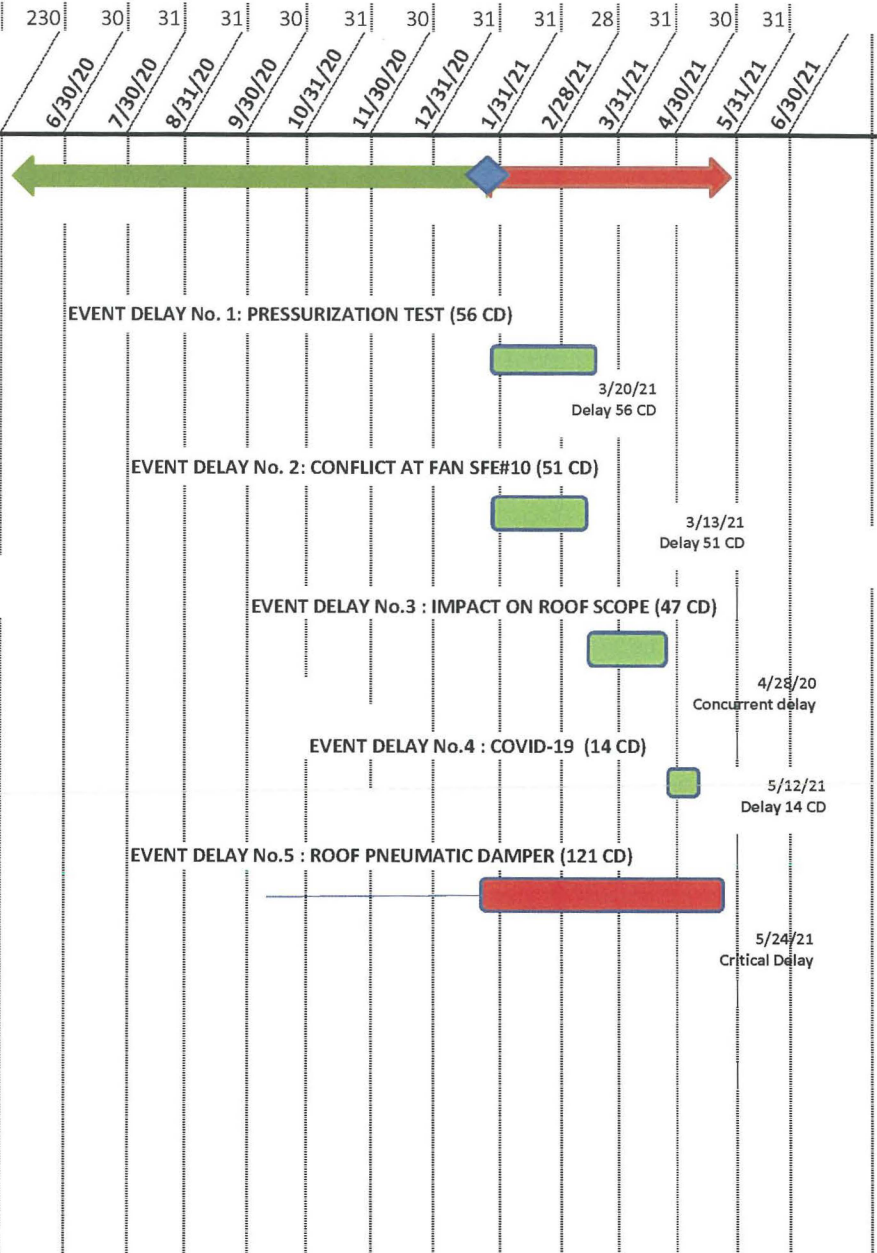 230 30 31 31 30 31 30 31 31 28 31 30 31
6/30/20 7/30/20 8/31/20 9/30/20 10/31/20 11/30/20 12/31/20 1/31/21 2/28/21 3/31/21 4/30/21 5/31/21 6/30/21
EVENT DELAY No. 1: PRESSURIZATION TEST (56 CD)
3/20/21
Delay 56 CD
EVENT DELAY No. 2: CONFLICT AT FAN SFE#10 (51 CD)
3/13/21
Delay 51 CD
EVENT DELAY No.3 : IMPACT ON ROOF SCOPE (47 CD)
4/28/20
Concurrent delay
EVENT DELAY No.4 : COVID-19 (14 CD)
5/12/21
Delay 14 CD
EVENT DELAY No.5 : ROOF PNEUMATIC DAMPER (121 CD)
5/24/21
Critical Delay